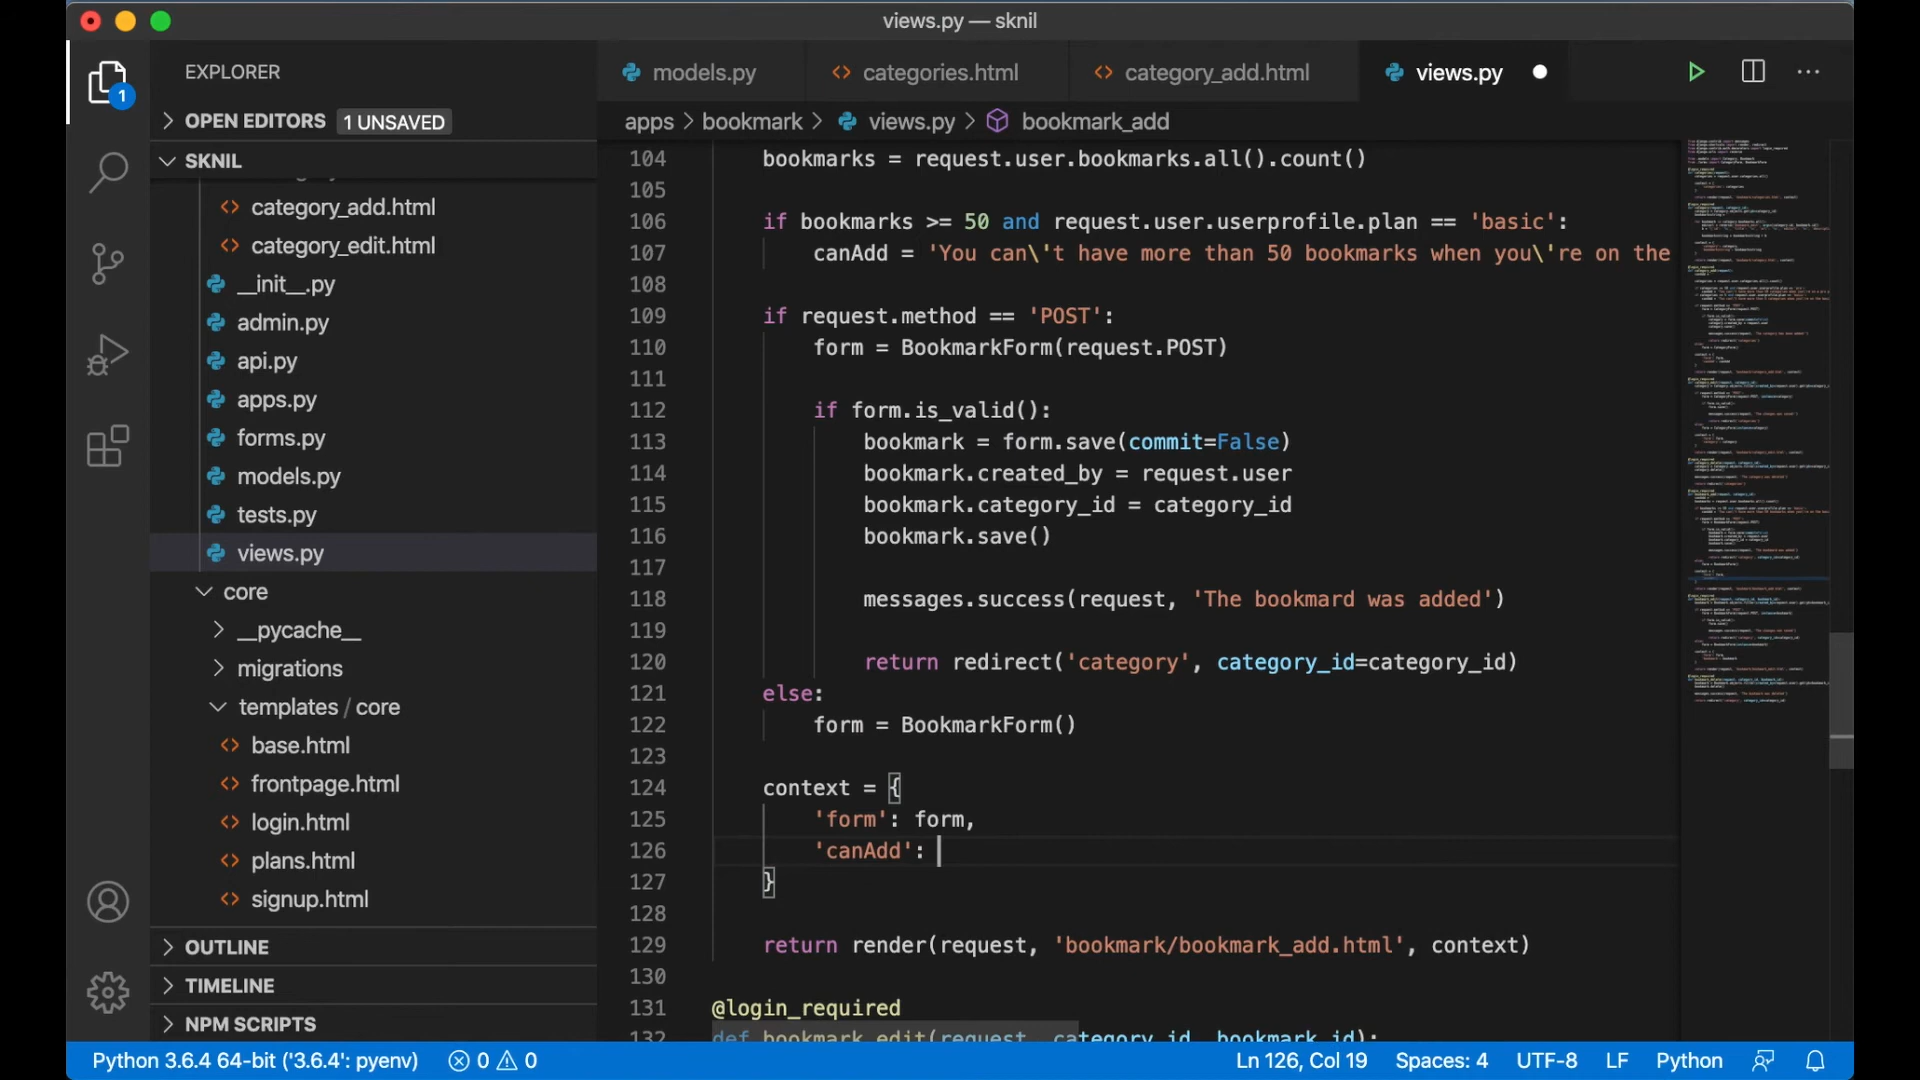 views.py — sknil
EXPLORER
OPEN EDITORS 1 UNSAVED
SKNIL
category_add.html
category_edit.html
__init__.py
admin.py
api.py
apps.py
forms.py
models.py
tests.py
views.py
core
__pycache__
migrations
templates / core
base.html
frontpage.html
login.html
plans.html
signup.html
OUTLINE
TIMELINE
NPM SCRIPTS
1
models.py categories.html category_add.html views.py
apps > bookmark > views.py > bookmark_add
104 bookmarks = request.user.bookmarks.all().count()
105
106 if bookmarks >= 50 and request.user.userprofile.plan == 'basic':
107 canAdd = 'You can\'t have more than 50 bookmarks when you\'re on the
108
109 if request.method == 'POST':
110 form = BookmarkForm(request.POST)
111
112 if form.is_valid():
113 bookmark = form.save(commit=False)
114 bookmark.created_by = request.user
115 bookmark.category_id = category_id
116 bookmark.save()
117
118 messages.success(request, 'The bookmard was added')
119
120 return redirect('category', category_id=category_id)
121 else:
122 form = BookmarkForm()
123
124 context = {
125 'form': form,
126 'canAdd':
127 }
128
129 return render(request, 'bookmark/bookmark_add.html', context)
130
131 @login_required
132 def bookmark_edit(request, category_id, bookmark_id):
Python 3.6.4 64-bit ('3.6.4': pyenv) 0 0 Ln 126, Col 19 Spaces: 4 UTF-8 LF Python